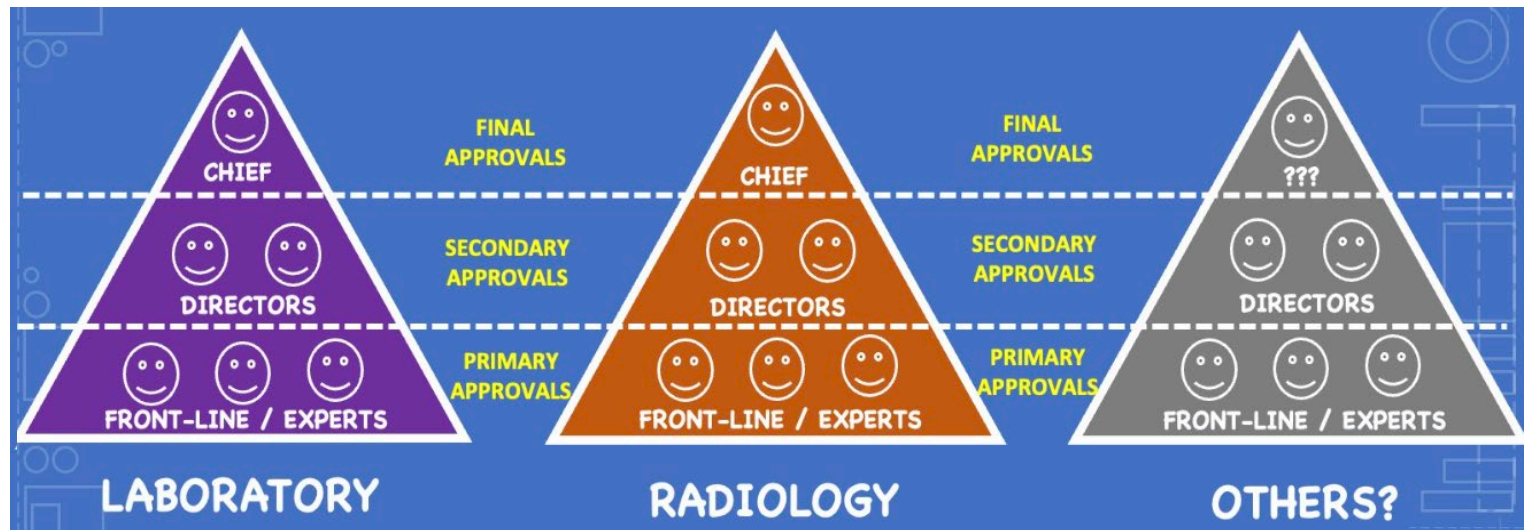 CHIEF
FINAL
APPROVALS
CHIEF
FINAL
APPROVALS
???
DIRECTORS
SECONDARY
APPROVALS
DIRECTORS
SECONDARY
APPROVALS
DIRECTORS
FRONT-LINE / EXPERTS
PRIMARY
APPROVALS
FRONT-LINE / EXPERTS
PRIMARY
APPROVALS
FRONT-LINE / EXPERTS
LABORATORY
RADIOLOGY
OTHERS?